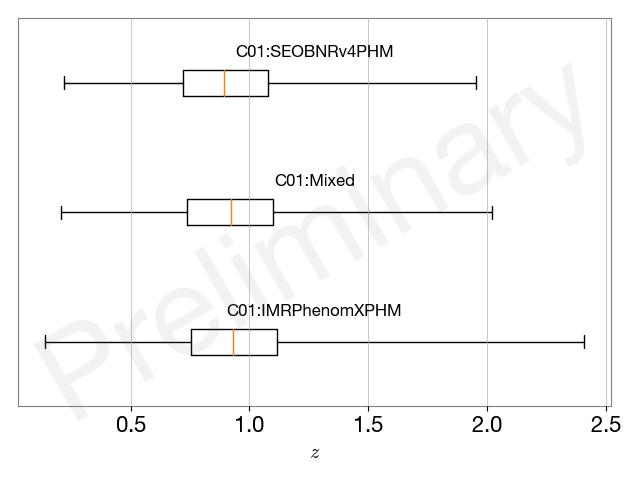 C01:SEOBNRv4PHM
C01:Mixed
C01:IMRPhenomXPHM
Preliminary
0.5 1.0 1.5 2.0 2.5
z